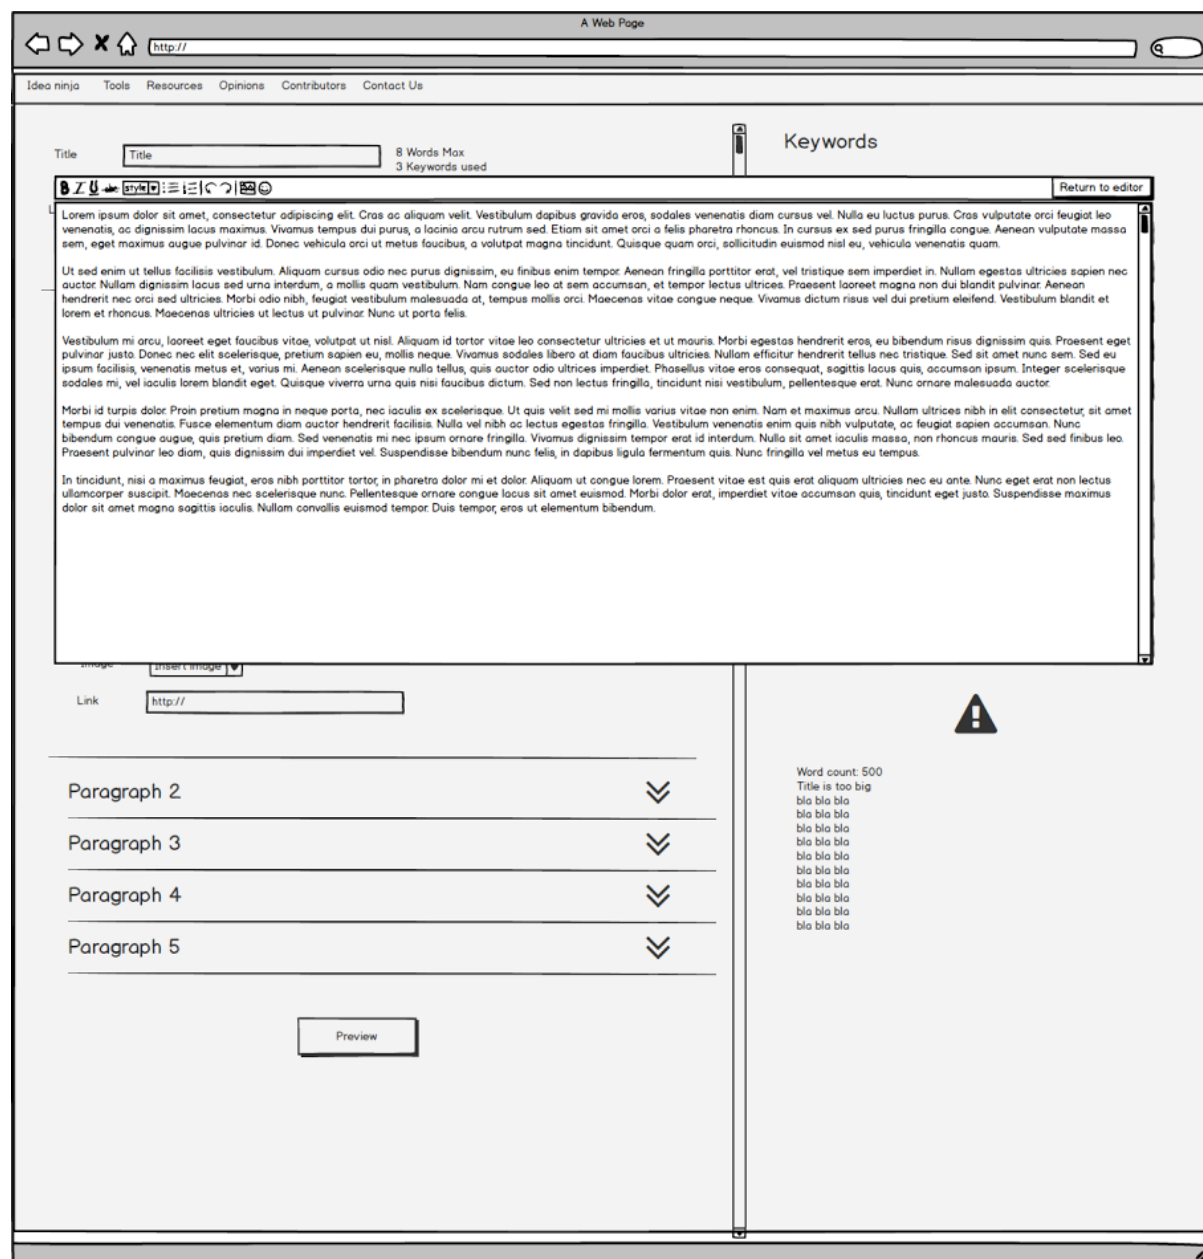 A Web Page
http://
Idea ninja Tools Resources Opinions Contributors Contact Us
Title
Title
8 Words Max
3 Keywords used
Keywords
B I U abc style
Return to editor
Lorem ipsum dolor sit amet, consectetur adipiscing elit. Cras ac aliquam velit. Vestibulum dapibus gravida eros, sodales venenatis diam cursus vel. Nulla eu luctus purus. Cras vulputate orci feugiat leo
venenatis, ac dignissim lacus maximus. Vivamus tempus dui purus, a lacinia arcu rutrum sed. Etiam sit amet orci a felis pharetra rhoncus. In cursus ex sed purus fringilla congue. Aenean vulputate massa
sem, eget maximus augue pulvinar id. Donec vehicula orci ut metus faucibus, a volutpat magna tincidunt. Quisque quam orci, sollicitudin euismod nisl eu, vehicula venenatis quam.
Ut sed enim ut tellus facilisis vestibulum. Aliquam cursus odio nec purus dignissim, eu finibus enim tempor. Aenean fringilla porttitor erat, vel tristique sem imperdiet in. Nullam egestas ultricies sapien nec
auctor. Nullam dignissim lacus sed urna interdum, a mollis quam vestibulum. Nam congue leo at sem accumsan, et tempor lectus ultrices. Praesent laoreet magna non dui blandit pulvinar. Aenean
hendrerit nec orci sed ultricies. Morbi odio nibh, feugiat vestibulum malesuada at, tempus mollis orci. Maecenas vitae congue neque. Vivamus dictum risus vel dui pretium eleifend. Vestibulum blandit et
lorem et rhoncus. Maecenas ultricies ut lectus ut pulvinar. Nunc ut porta felis.
Vestibulum mi arcu, laoreet eget faucibus vitae, volutpat ut nisl. Aliquam id tortor vitae leo consectetur ultricies et ut mauris. Morbi egestas hendrerit eros, eu bibendum risus dignissim quis. Praesent eget
pulvinar justo. Donec nec elit scelerisque, pretium sapien eu, mollis neque. Vivamus sodales libero at diam faucibus ultricies. Nullam efficitur hendrerit tellus nec tristique. Sed sit amet nunc sem. Sed eu
ipsum facilisis, venenatis metus et, varius mi. Aenean scelerisque nulla tellus, quis auctor odio ultrices imperdiet. Phasellus vitae eros consequat, sagittis lacus quis, accumsan ipsum. Integer scelerisque
sodales mi, vel iaculis lorem blandit eget. Quisque viverra urna quis nisi faucibus dictum. Sed non lectus fringilla, tincidunt nisi vestibulum, pellentesque erat. Nunc ornare malesuada auctor.
Morbi id turpis dolor. Proin pretium magna in neque porta, nec iaculis ex scelerisque. Ut quis velit sed mi mollis varius vitae non enim. Nam et maximus arcu. Nullam ultrices nibh in elit consectetur, sit amet
tempus dui venenatis. Fusce elementum diam auctor hendrerit facilisis. Nulla vel nibh ac lectus egestas fringilla. Vestibulum venenatis enim quis nibh vulputate, ac feugiat sapien accumsan. Nunc
bibendum congue augue, quis pretium diam. Sed venenatis mi nec ipsum ornare fringilla. Vivamus dignissim tempor erat id interdum. Nulla sit amet iaculis massa, non rhoncus mauris. Sed sed finibus leo.
Praesent pulvinar leo diam, quis dignissim dui imperdiet vel. Suspendisse bibendum nunc felis, in dapibus ligula fermentum quis. Nunc fringilla vel metus eu tempus.
In tincidunt, nisi a maximus feugiat, eros nibh porttitor tortor, in pharetra dolor mi et dolor. Aliquam ut congue lorem. Praesent vitae est quis erat aliquam ultricies nec eu ante. Nunc eget erat non lectus
ullamcorper suscipit. Maecenas nec scelerisque nunc. Pellentesque ornare congue lacus sit amet euismod. Morbi dolor erat, imperdiet vitae accumsan quis, tincidunt eget justo. Suspendisse maximus
dolor sit amet magna sagittis iaculis. Nullam convallis euismod tempor. Duis tempor, eros ut elementum bibendum.
Image
Insert image
Link
http://
Word count: 500
Title is too big
bla bla bla
bla bla bla
bla bla bla
bla bla bla
bla bla bla
bla bla bla
bla bla bla
bla bla bla
bla bla bla
bla bla bla
Paragraph 2
Paragraph 3
Paragraph 4
Paragraph 5
Preview